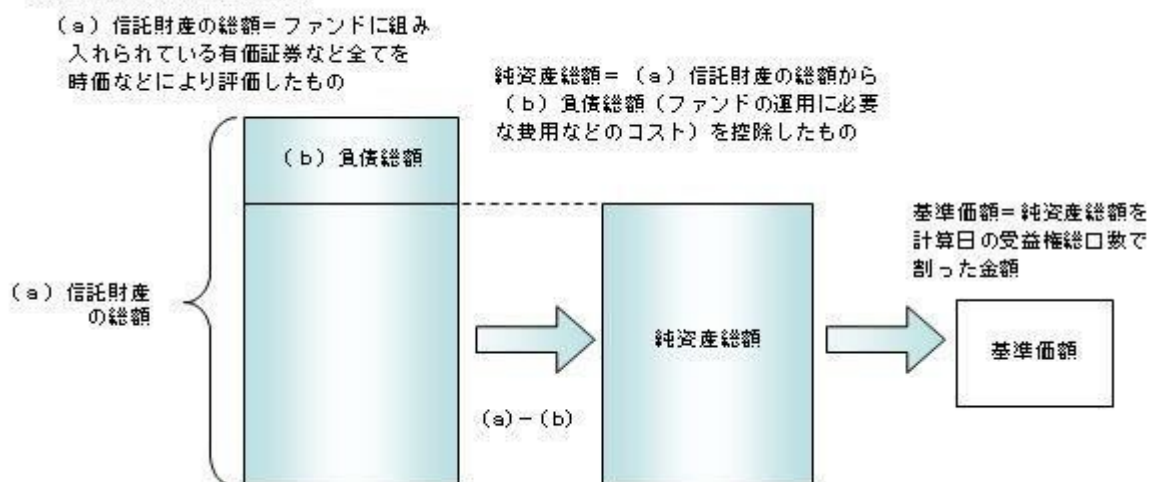 (a)信託財産の総額=ファンドに組み
入れられている有価証券など全てを
時価などにより評価したもの
純資産総額=(a)信託財産の総額から
(b)負債総額(ファンドの運用に必要
な費用などのコスト)を控除したもの
(b)負債総額
基準価額=純資産総額を
計算日の受益権総口数で
割った金額
(a)信託財産
の総額
純資産総額
基準価額
(a)-(b)